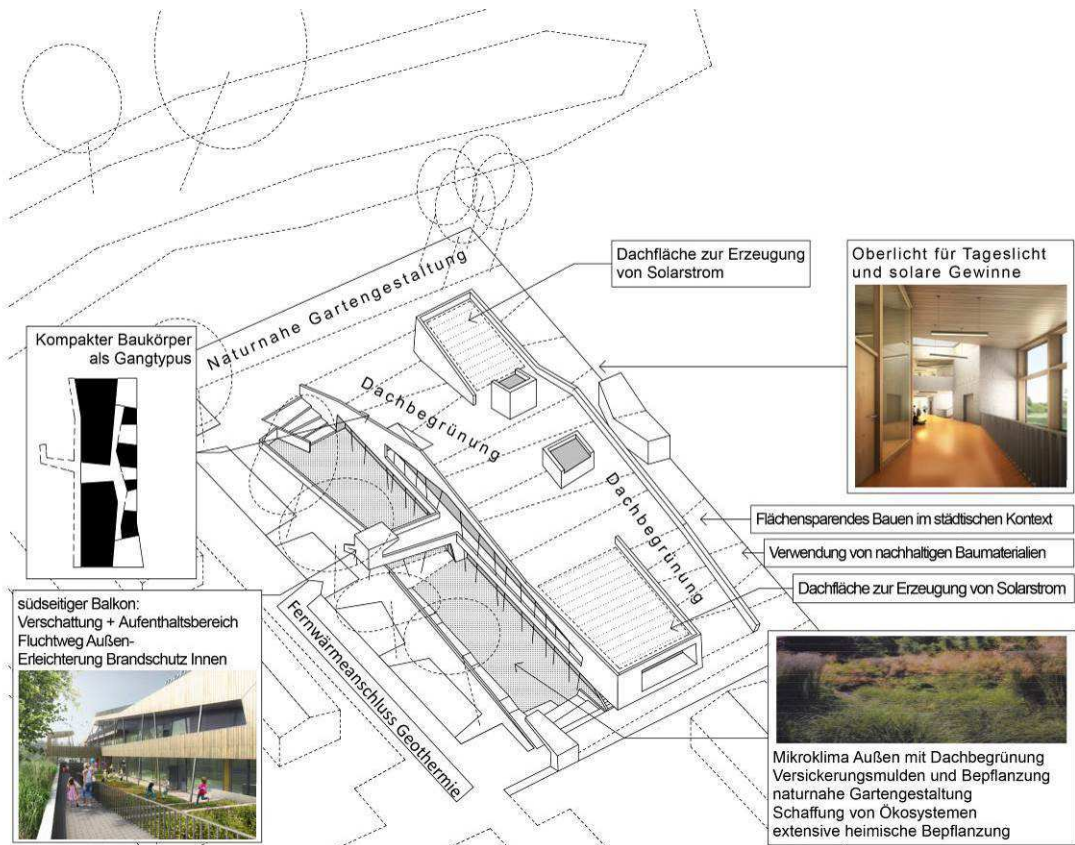 Dachfläche zur Erzeugung
von Solarstrom
Oberlicht für Tageslicht
und solare Gewinne
Naturnahe Gartengestaltung
Kompakter Baukörper
als Gangtypus
Dachbegrünung
Dachbegrünung
Flächensparendes Bauen im städtischen Kontext
Verwendung von nachhaltigen Baumaterialien
Dachfläche zur Erzeugung von Solarstrom
südseitiger Balkon:
Verschattung + Aufenthaltsbereich
Fluchtweg Außen-
Erleichterung Brandschutz Innen
Fernwärmeanschluss Geothermie
Mikroklima Außen mit Dachbegrünung
Versickerungsmulden und Bepflanzung
naturnahe Gartengestaltung
Schaffung von Ökosystemen
extensive heimische Bepflanzung